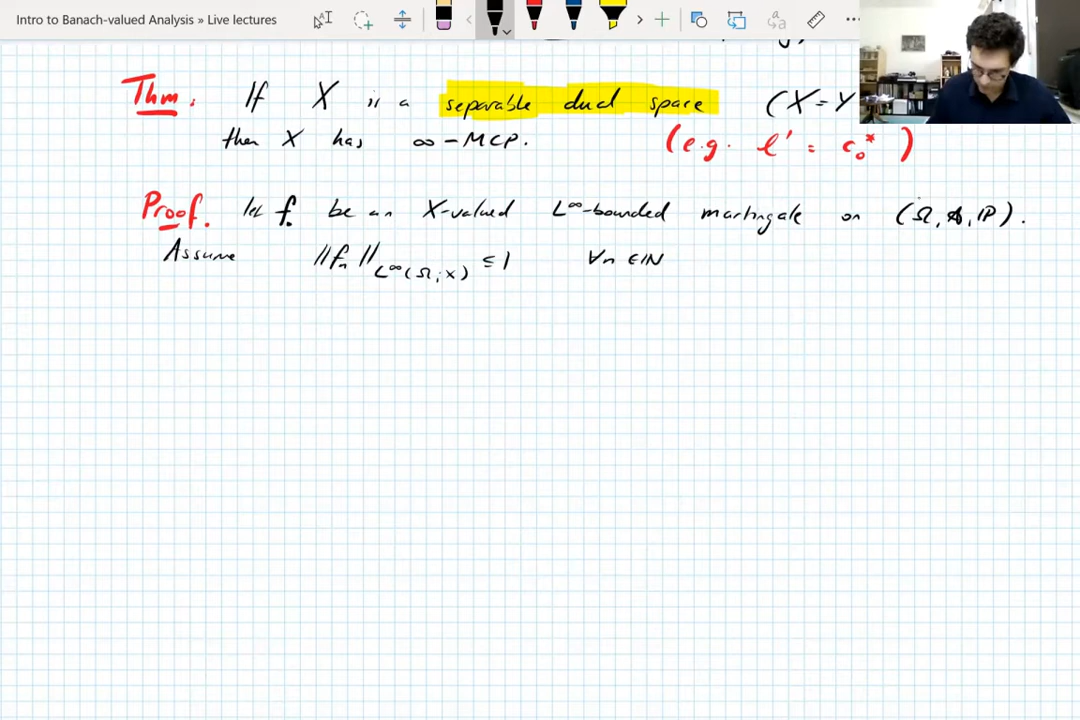 Intro to Banach-valued Analysis » Live lectures
Thm. If X is a separable dual space (X = Y
then X has ∞-MCP. (e.g. ℓ¹ = c₀* )
Proof. let f. be an X-valued L^∞-bounded martingale on (Ω, A, P).
Assume ||fₙ||_{L^∞(Ω; X)} ≤ 1 ∀n ∈ ℕ